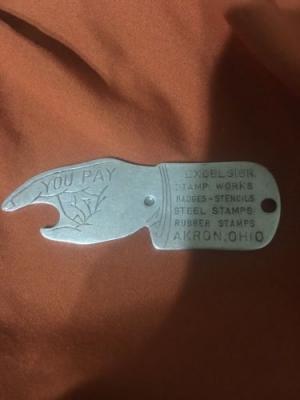 YOU PAY
EXCELSIOR
STAMP WORKS
BADGES - STENCILS
STEEL STAMPS
RUBBER STAMPS
AKRON, OHIO